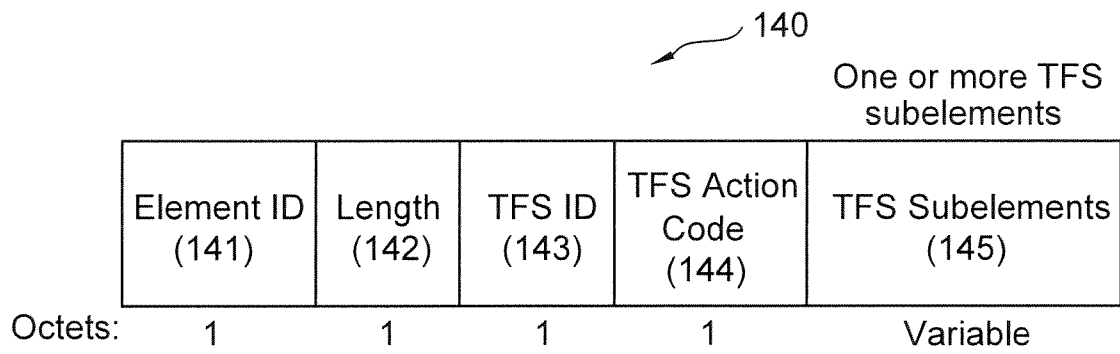 140
One or more TFS
subelements
Element ID
(141)
Length
(142)
TFS ID
(143)
TFS Action
Code
(144)
TFS Subelements
(145)
Octets: 1 1 1 1 Variable